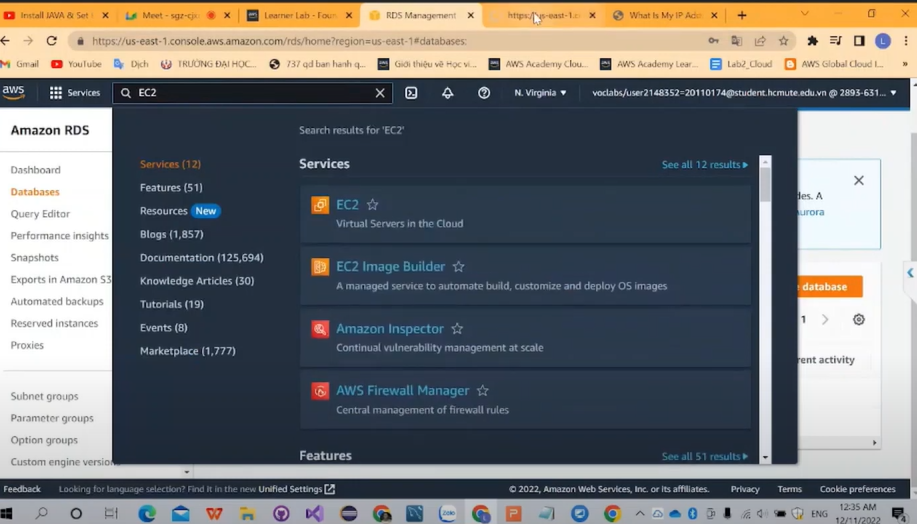 Install JAVA & Set
Meet - sgz-cjs
Learner Lab - Foun
RDS Management
https://us-east-1.co
What Is My IP Add
https://us-east-1.console.aws.amazon.com/rds/home?region=us-east-1#databases:
Gmail
YouTube
Dịch
TRƯỜNG ĐẠI HỌC...
737 qd ban hanh q...
Giới thiệu về Học vi...
AWS Academy Clou...
AWS Academy Lear...
Lab2_Cloud
AWS Global Cloud I...
aws
Services
EC2
N. Virginia
voclabs/user2148352=20110174@student.hcmute.edu.vn @ 2893-631...
Amazon RDS
Dashboard
Databases
Query Editor
Performance insights
Snapshots
Exports in Amazon S3
Automated backups
Reserved instances
Proxies
Subnet groups
Parameter groups
Option groups
Custom engine version
Search results for 'EC2'
Services (12)
Features (51)
Resources New
Blogs (1,857)
Documentation (125,694)
Knowledge Articles (30)
Tutorials (19)
Events (8)
Marketplace (1,777)
Services
See all 12 results
EC2
Virtual Servers in the Cloud
EC2 Image Builder
A managed service to automate build, customize and deploy OS images
Amazon Inspector
Continual vulnerability management at scale
AWS Firewall Manager
Central management of firewall rules
Features
See all 51 results
des. A
urora
e database
1
rent activity
Feedback
Looking for language selection? Find it in the new Unified Settings
© 2022, Amazon Web Services, Inc. or its affiliates.
Privacy
Terms
Cookie preferences
ENG
12:35 AM
12/11/2022